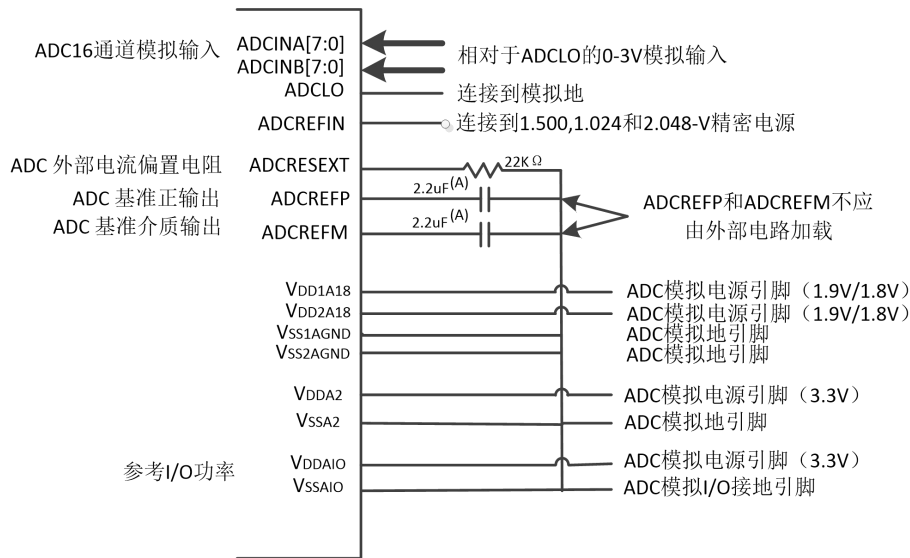 ADC16通道模拟输入
ADCINA[7:0]
ADCINB[7:0]
相对于ADCLO的0-3V模拟输入
ADCLO
连接到模拟地
ADCREFIN
连接到1.500,1.024和2.048-V精密电源
ADC 外部电流偏置电阻
ADCRESEXT
22KΩ
ADC 基准正输出
ADCREFP
2.2uF(A)
ADC 基准介质输出
ADCREFM
2.2uF(A)
ADCREFP和ADCREFM不应
由外部电路加载
VDD1A18
ADC模拟电源引脚（1.9V/1.8V）
VDD2A18
ADC模拟电源引脚（1.9V/1.8V）
VSS1AGND
ADC模拟地引脚
VSS2AGND
ADC模拟地引脚
VDDA2
ADC模拟电源引脚（3.3V）
VSSA2
ADC模拟地引脚
参考I/O功率
VDDAIO
ADC模拟电源引脚（3.3V）
VSSAIO
ADC模拟I/O接地引脚